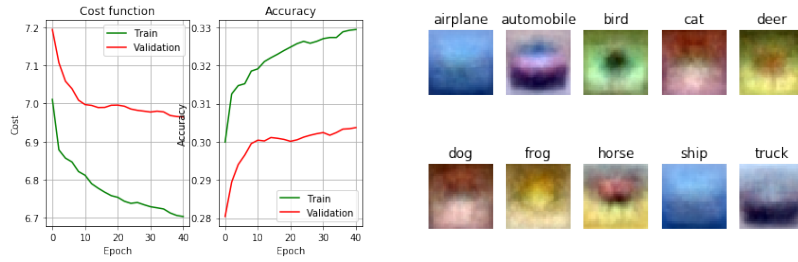 Cost function
7.2
7.1
7.0
6.9
6.8
6.7
Cost
0
10
20
30
40
Epoch
Train
Validation
Accuracy
0.33
0.32
0.31
0.30
0.29
0.28
Accuracy
0
10
20
30
40
Epoch
Train
Validation
airplane automobile bird cat deer
dog frog horse ship truck